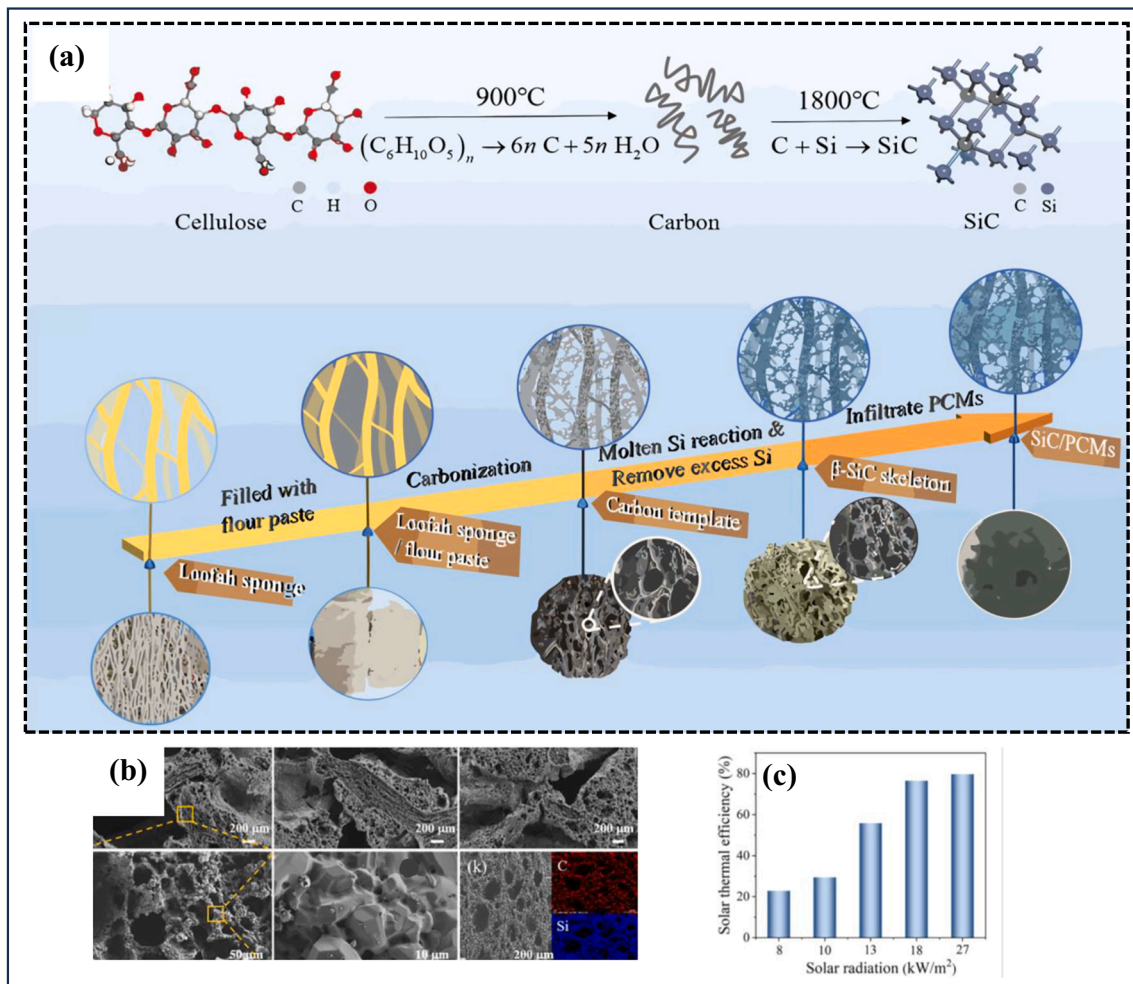 (a)
900℃
1800℃
(C₆H₁₀O₅)ₙ → 6n C + 5n H₂O
C + Si → SiC
C H O
C Si
Cellulose
Carbon
SiC
Infiltrate PCMs
Molten Si reaction &
Remove excess Si
SiC/PCMs
Carbonization
β-SiC skeleton
Filled with
flour paste
Carbon template
Loofah sponge
/ flour paste
Loofah sponge
(b)
200 μm
200 μm
200 μm
50 μm
10 μm
(k)
200 μm
C
Si
(c)
Solar thermal efficiency (%)
80
60
40
20
0
8 10 13 18 27
Solar radiation (kW/m²)